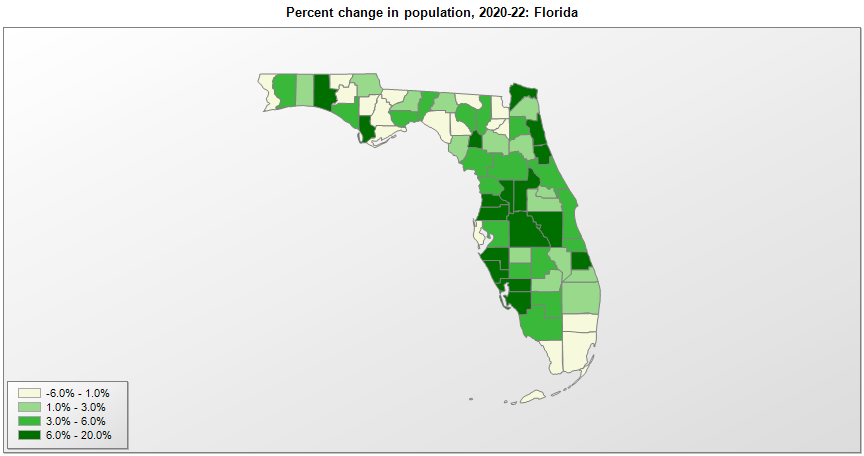 Percent change in population, 2020-22: Florida
-6.0% - 1.0%
1.0% - 3.0%
3.0% - 6.0%
6.0% - 20.0%